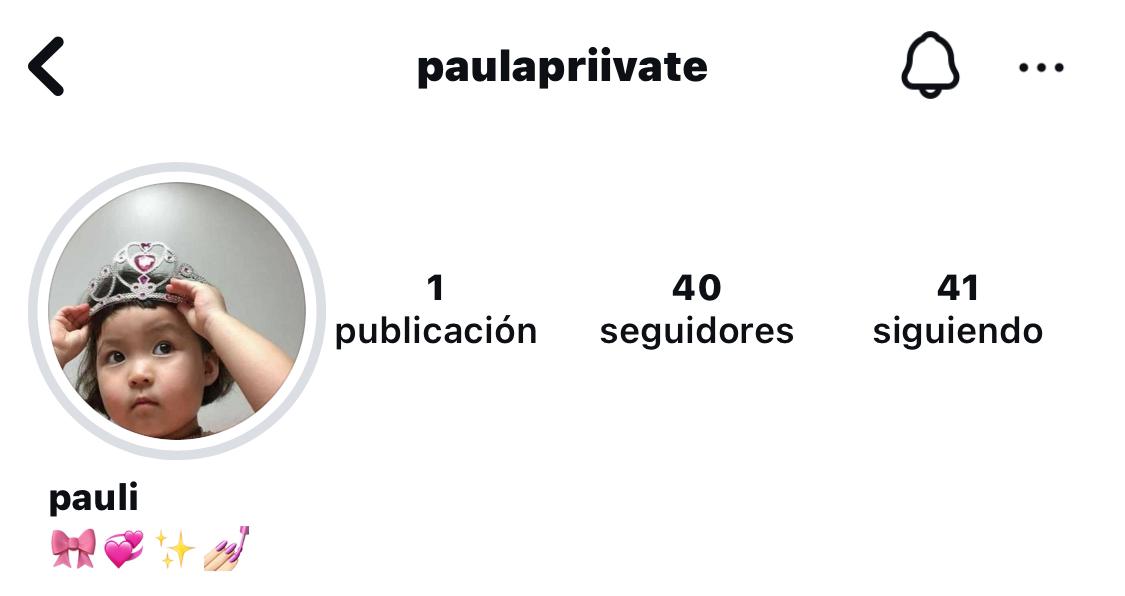 paulapriivate
1 40 41
publicación seguidores siguiendo
pauli
🎀💞✨💅🏻